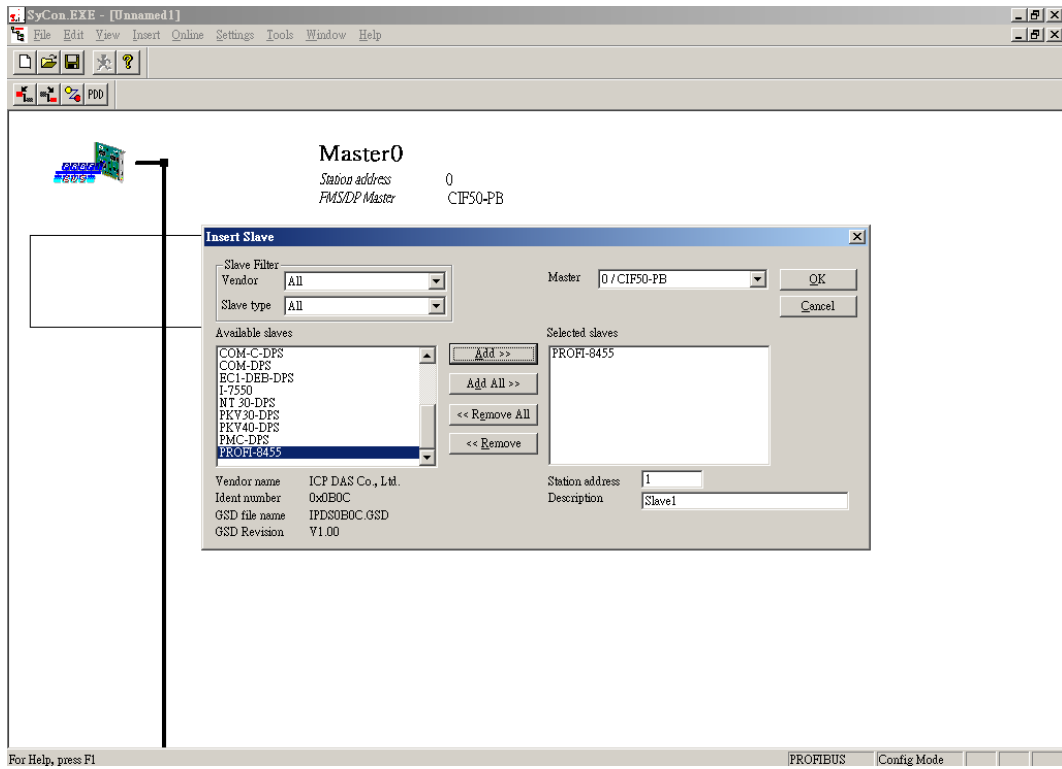 SyCon.EXE - [Unnamed1]
File Edit View Insert Online Settings Tools Window Help
PDD
PROFI
BUS
Master0
Station address 0
FMS/DP Master CIF50-PB
Insert Slave
Slave Filter
Vendor All
Slave type All
Master 0 / CIF50-PB
OK
Cancel
Available slaves
COM-C-DPS
COM-DPS
EC1-DEB-DPS
I-7550
NT 30-DPS
PKV30-DPS
PKV40-DPS
PMC-DPS
PROFI-8455
Add >>
Add All >>
<< Remove All
<< Remove
Selected slaves
PROFI-8455
Vendor name ICP DAS Co., Ltd.
Ident number 0x0B0C
GSD file name IPDS0B0C.GSD
GSD Revision V1.00
Station address 1
Description Slave1
For Help, press F1
PROFIBUS Config Mode